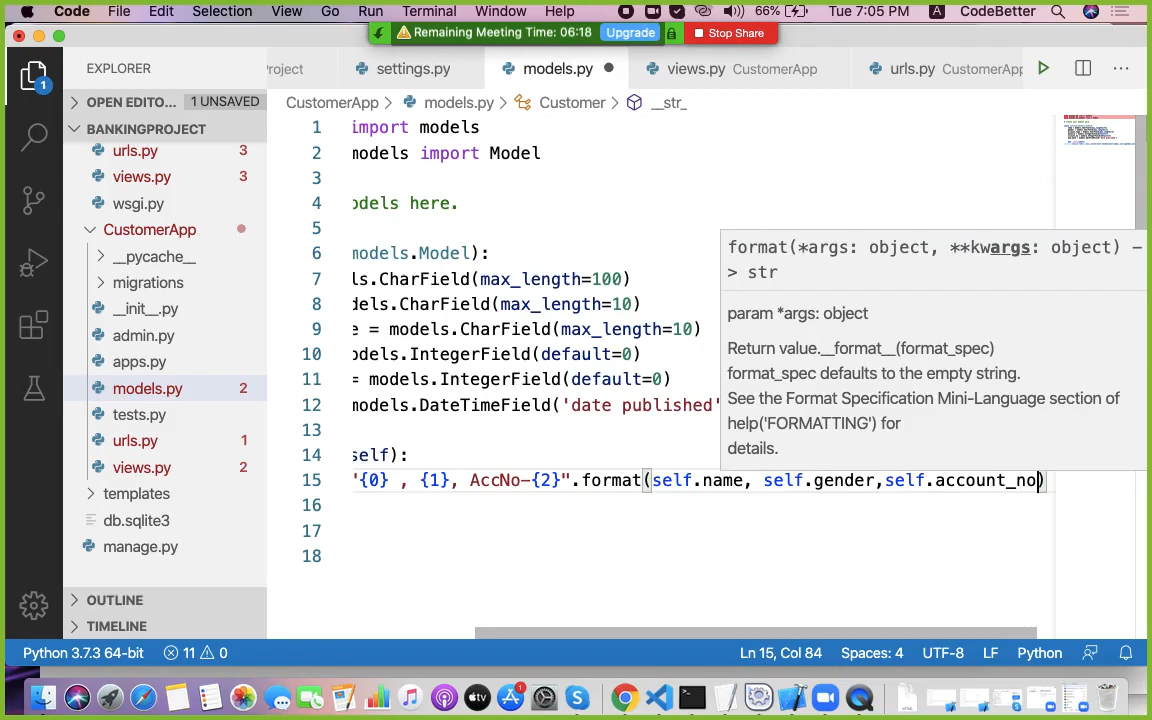 Code File Edit Selection View Go Run Terminal Window Help 66% Tue 7:05 PM A CodeBetter
Remaining Meeting Time: 06:18 Upgrade Stop Share
EXPLORER
roject settings.py models.py views.py CustomerApp urls.py CustomerApp
OPEN EDITO... 1 UNSAVED
CustomerApp > models.py > Customer > __str_
BANKINGPROJECT
urls.py 3
views.py 3
wsgi.py
CustomerApp
__pycache__
migrations
__init__.py
admin.py
apps.py
models.py 2
tests.py
urls.py 1
views.py 2
templates
db.sqlite3
manage.py
OUTLINE
TIMELINE
1
1 import models
2 models import Model
3
4 odels here.
5
6 models.Model):
7 ls.CharField(max_length=100)
8 dels.CharField(max_length=10)
9 e = models.CharField(max_length=10)
10 odels.IntegerField(default=0)
11 = models.IntegerField(default=0)
12 models.DateTimeField('date published'
13
14 self):
15 "{0} , {1}, AccNo-{2}".format(self.name, self.gender,self.account_no)
16
17
18
format(*args: object, **kwargs: object) –
> str
param *args: object
Return value.__format__(format_spec)
format_spec defaults to the empty string.
See the Format Specification Mini-Language section of
help('FORMATTING') for
details.
Python 3.7.3 64-bit 11 0 Ln 15, Col 84 Spaces: 4 UTF-8 LF Python
tv
1